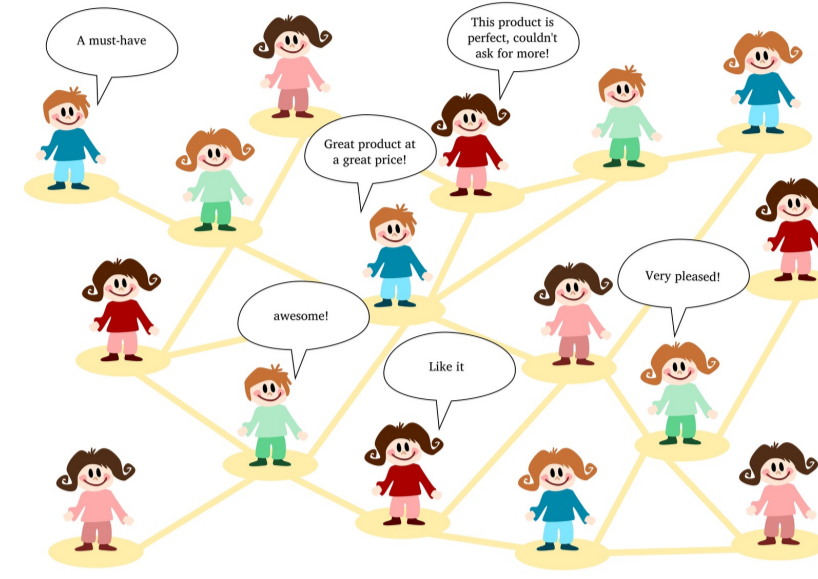 A must-have
This product is
perfect, couldn't
ask for more!
Great product at
a great price!
Very pleased!
awesome!
Like it